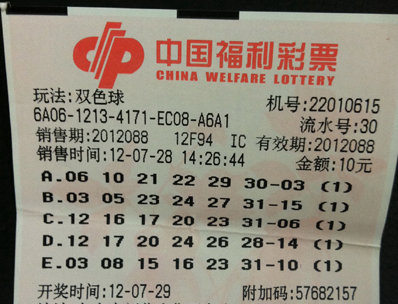 中国福利彩票
CHINA WELFARE LOTTERY
玩法:双色球 机号:22010615
6A06-1213-4171-EC08-A6A1 流水号:30
销售期:2012088 12F94 IC 有效期:2012088
销售时间:12-07-28 14:26:44 金额:10元
A.06 10 21 22 29 30-03 (1)
B.03 05 23 24 27 31-15 (1)
C.12 16 17 20 23 31-06 (1)
D.12 17 20 24 26 28-14 (1)
E.03 08 15 16 23 31-10 (1)
开奖时间:12-07-29 附加码:57682157